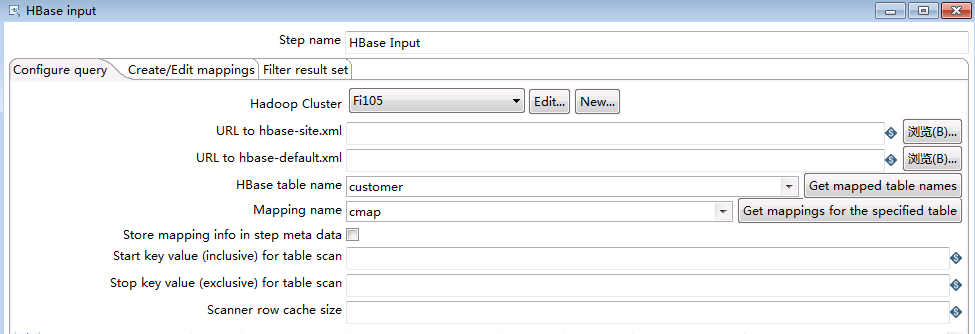 HBase input
Step name HBase Input
Configure query Create/Edit mappings Filter result set
Hadoop Cluster Fi105 Edit... New...
URL to hbase-site.xml 浏览(B)...
URL to hbase-default.xml 浏览(B)...
HBase table name customer Get mapped table names
Mapping name cmap Get mappings for the specified table
Store mapping info in step meta data
Start key value (inclusive) for table scan
Stop key value (exclusive) for table scan
Scanner row cache size